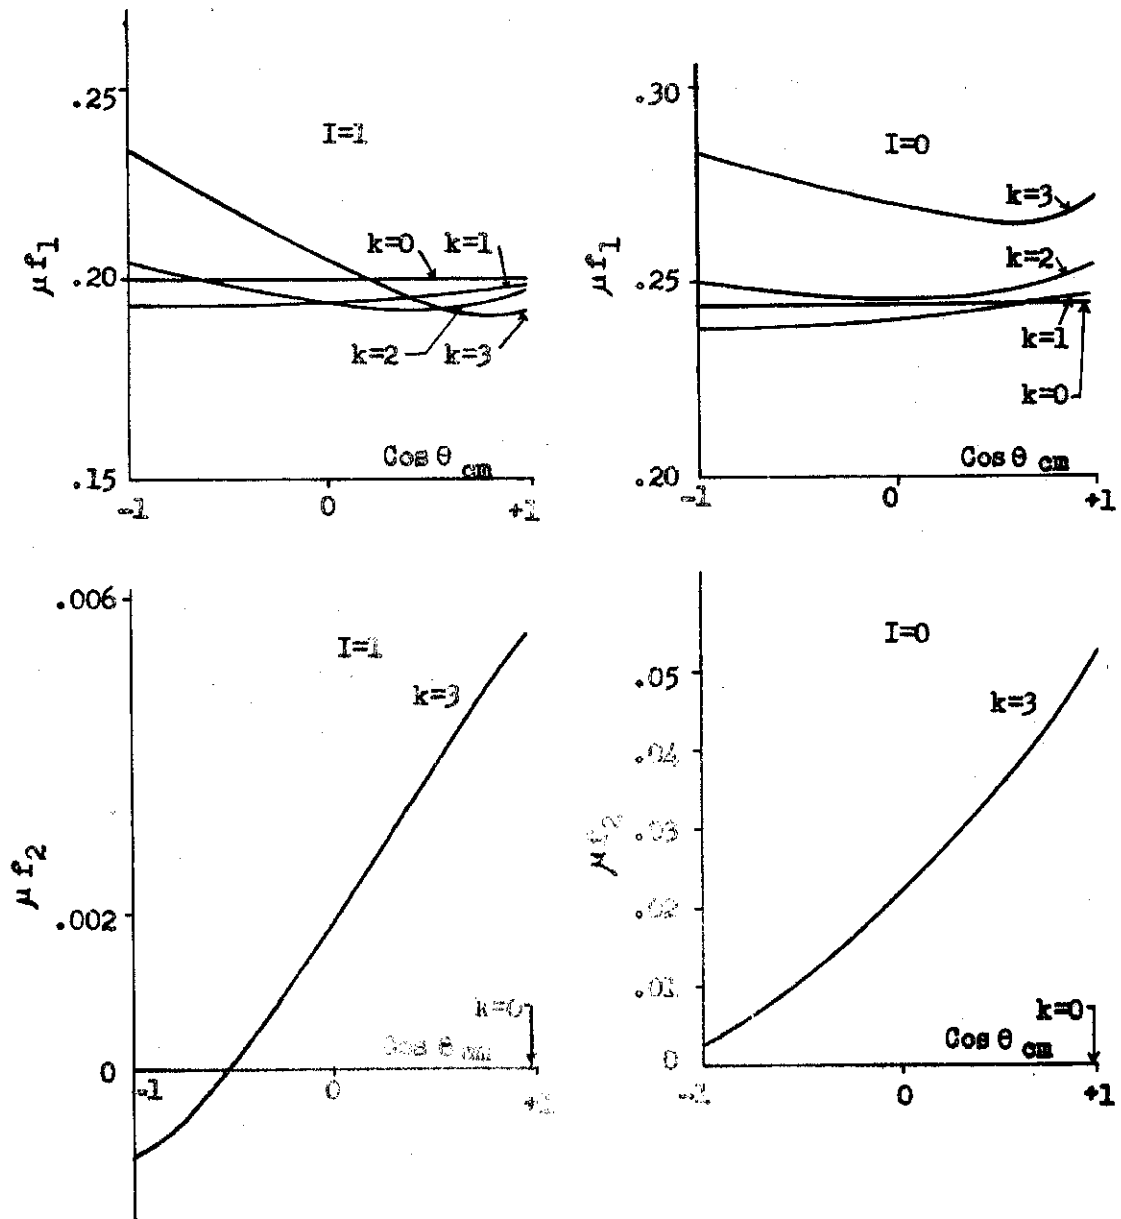 .25
I=1
μf1
k=0 k=1
.20
k=2 k=3
Cos θ cm
.15
-1 0 +1
.30
I=0
k=3
μf1
k=2
.25
k=1
k=0
Cos θ cm
.20
-1 0 +1
.006
I=1
k=3
μf2
.002
k=0
Cos θ cm
0
-1 0 +1
I=0
.05
k=3
.04
μf2
.03
.02
.01
k=0
Cos θ cm
0
-1 0 +1